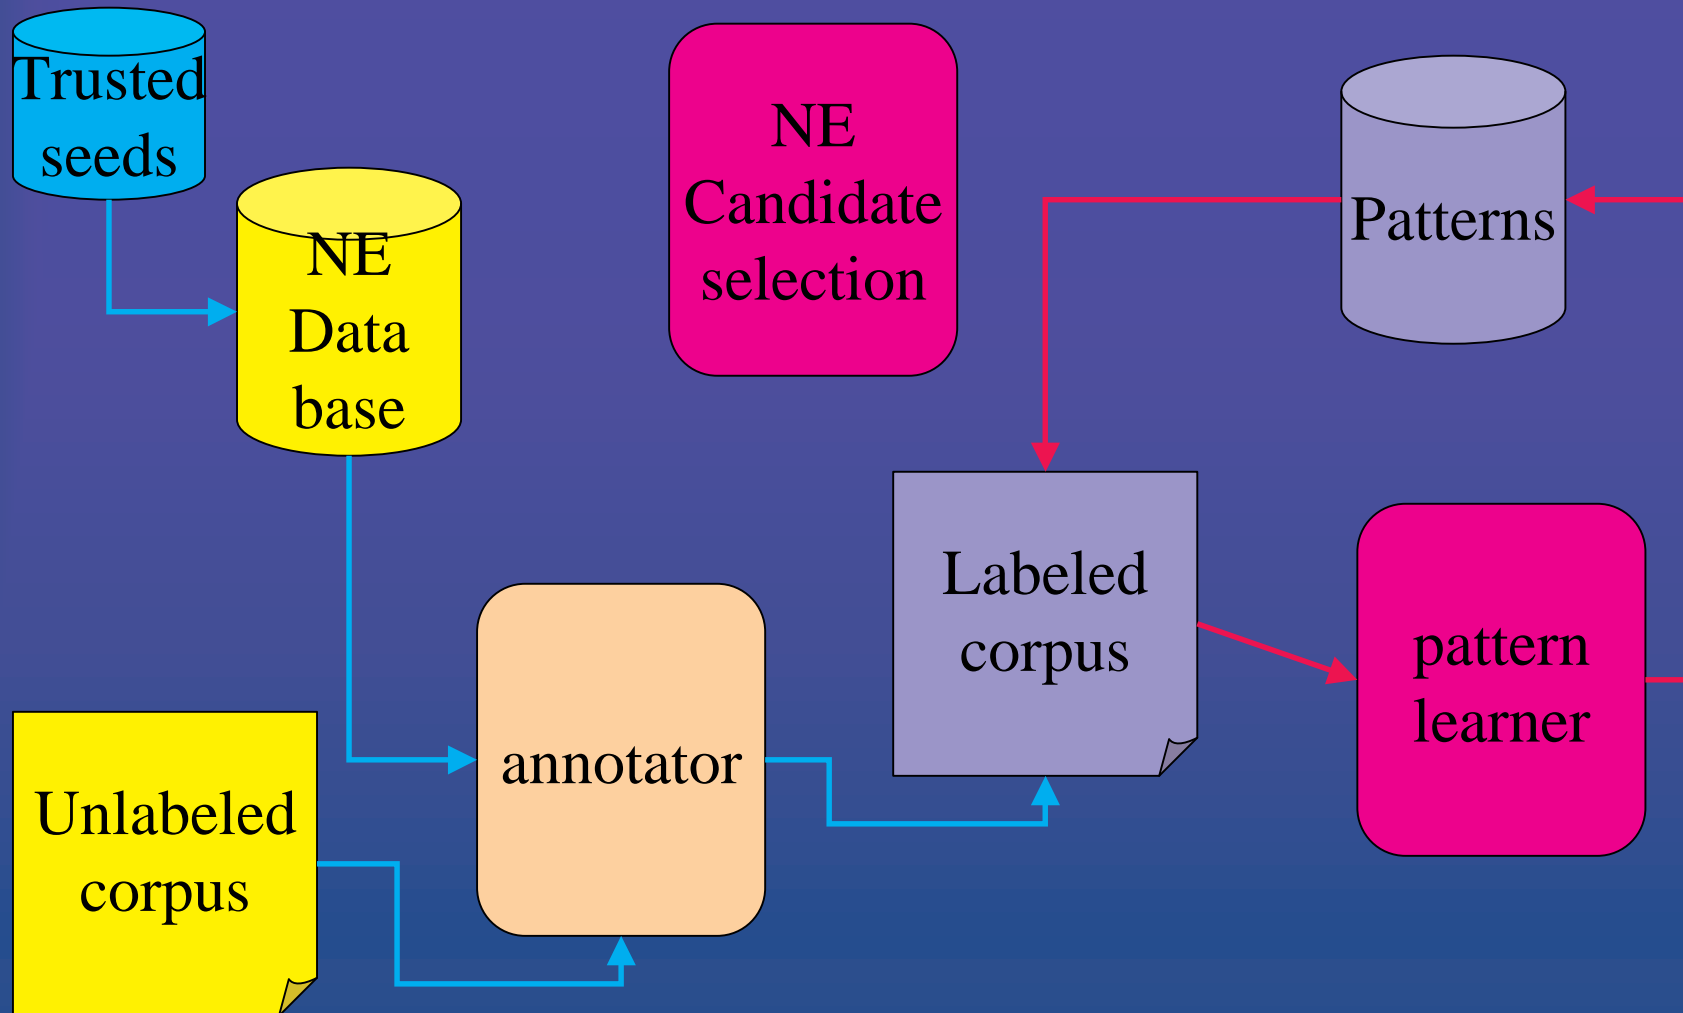 Trusted
seeds
NE
Data
base
NE
Candidate
selection
Patterns
Labeled
corpus
pattern
learner
annotator
Unlabeled
corpus